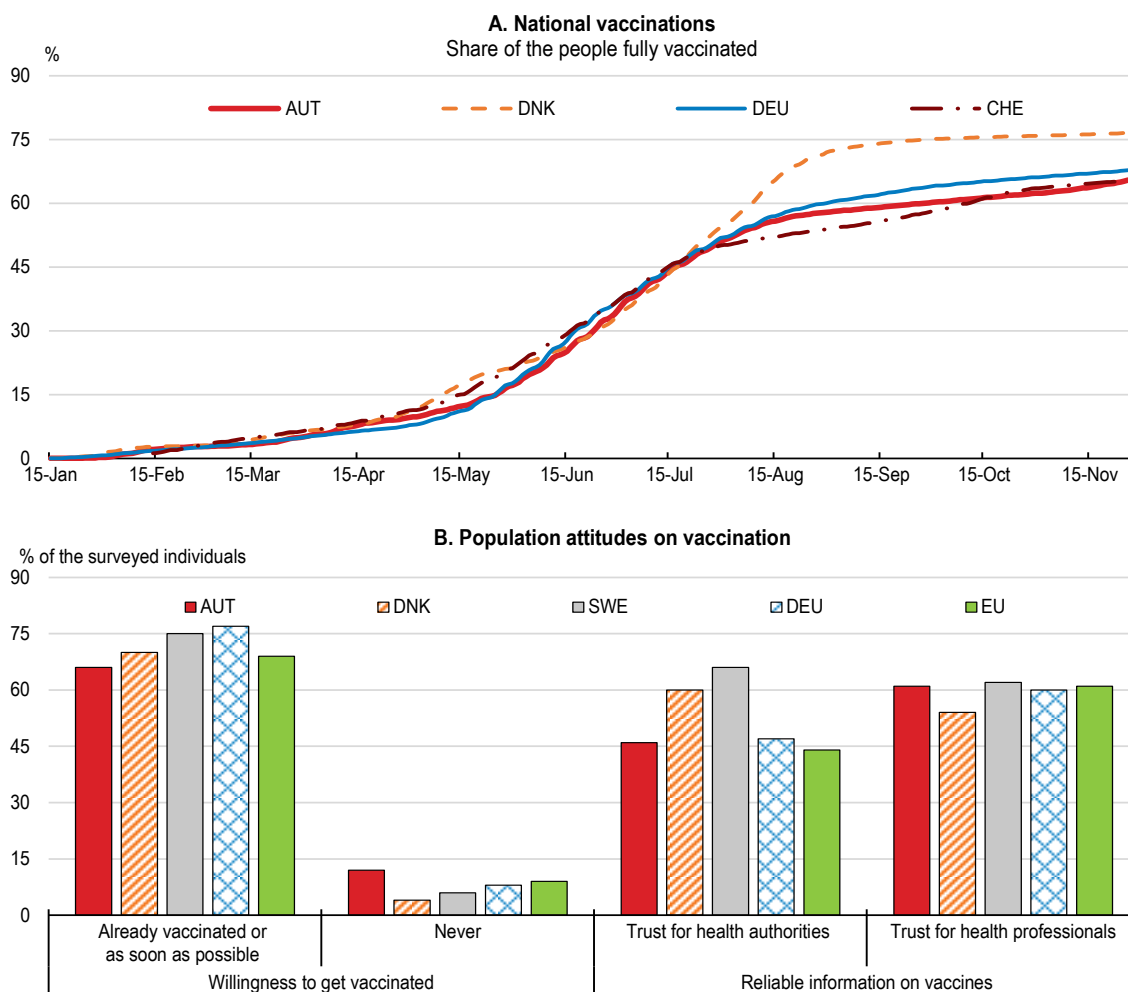 A. National vaccinations
Share of the people fully vaccinated
%
90
AUT DNK DEU CHE
75
60
45
30
15
0
15-Jan 15-Feb 15-Mar 15-Apr 15-May 15-Jun 15-Jul 15-Aug 15-Sep 15-Oct 15-Nov
B. Population attitudes on vaccination
% of the surveyed individuals
90
AUT DNK SWE DEU EU
75
60
45
30
15
0
Already vaccinated or
as soon as possible
Never
Trust for health authorities
Trust for health professionals
Willingness to get vaccinated
Reliable information on vaccines